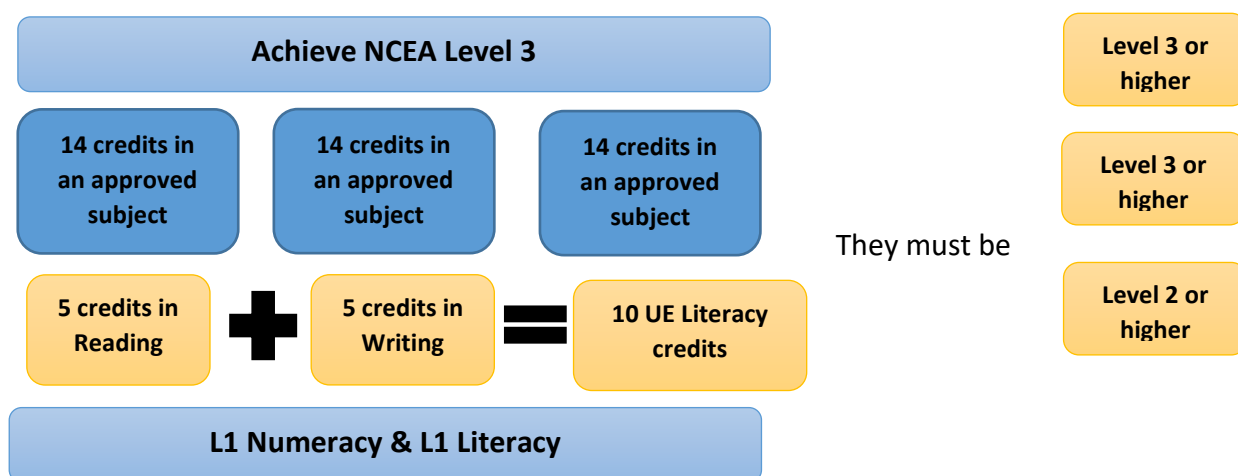 Achieve NCEA Level 3
14 credits in
an approved
subject
14 credits in
an approved
subject
14 credits in
an approved
subject
5 credits in
Reading
5 credits in
Writing
10 UE Literacy
credits
L1 Numeracy & L1 Literacy
They must be
Level 3 or
higher
Level 3 or
higher
Level 2 or
higher